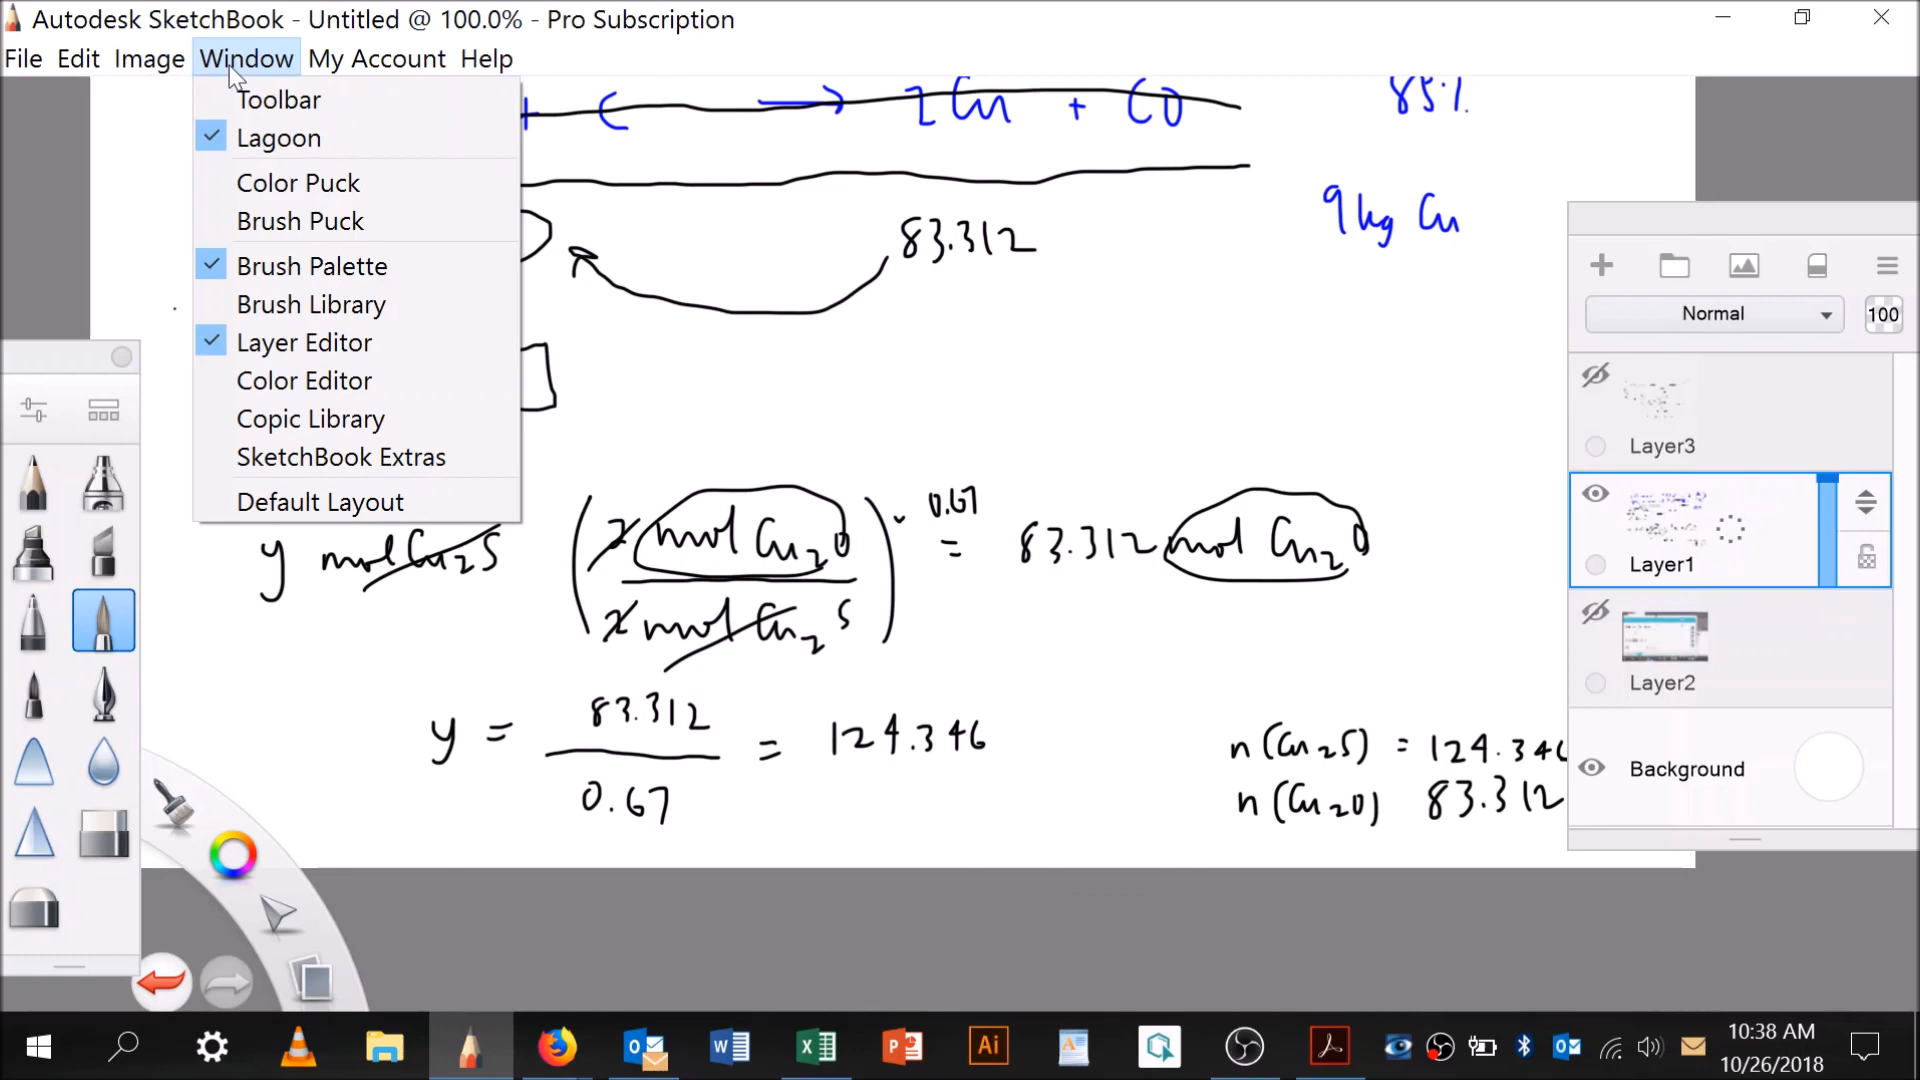 Autodesk SketchBook - Untitled @ 100.0% - Pro Subscription
File Edit Image Window My Account Help
Toolbar
Lagoon
Color Puck
Brush Puck
Brush Palette
Brush Library
Layer Editor
Color Editor
Copic Library
SketchBook Extras
Default Layout
+ C → 2Cu + CO
85%
9kg Cu
83.312
y mol Cu2S (2 mol Cu2O / 2 mol Cu2S) 0.67 = 83.312 mol Cu2O
y = 83.312 / 0.67 = 124.346
n(Cu2S) = 124.346
n(Cu2O) 83.312
Normal
100
Layer3
Layer1
Layer2
Background
10:38 AM
10/26/2018